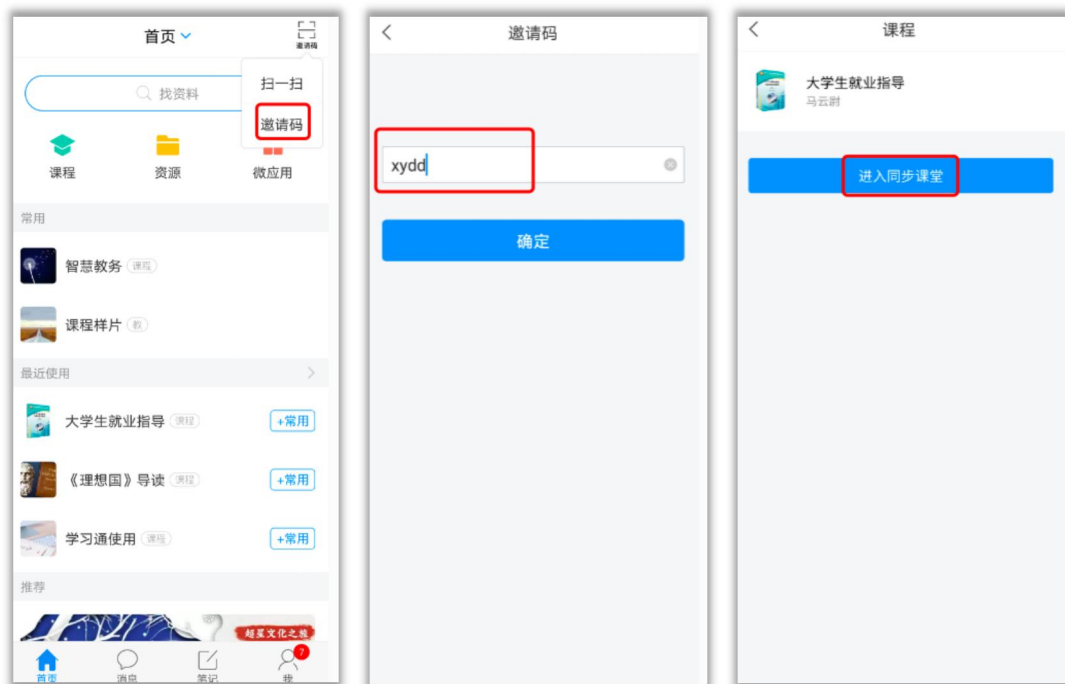 首页
邀请码
找资料
扫一扫
邀请码
课程
资源
微应用
常用
智慧教务 课程
课程样片 教
最近使用
大学生就业指导 课程
+常用
《理想国》导读 课程
+常用
学习通使用 课程
+常用
推荐
超星文化之旅
首页
消息
笔记
7
我
邀请码
xydd
确定
课程
大学生就业指导
马云尉
进入同步课堂